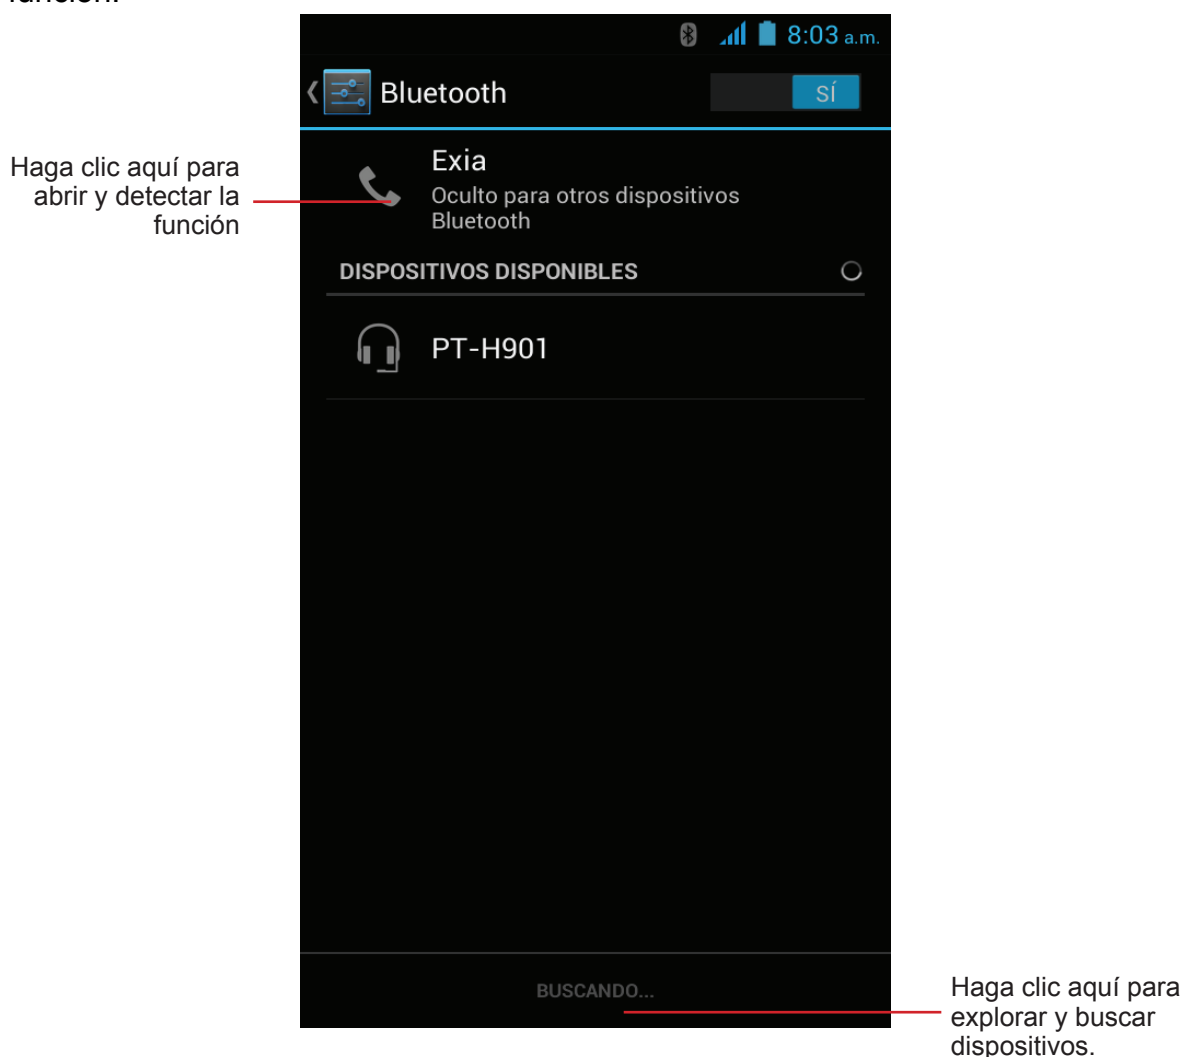 función.
8:03 a.m.
Bluetooth
SÍ
Haga clic aquí para
abrir y detectar la
función
Exia
Oculto para otros dispositivos
Bluetooth
DISPOSITIVOS DISPONIBLES
PT-H901
BUSCANDO...
Haga clic aquí para
explorar y buscar
dispositivos.